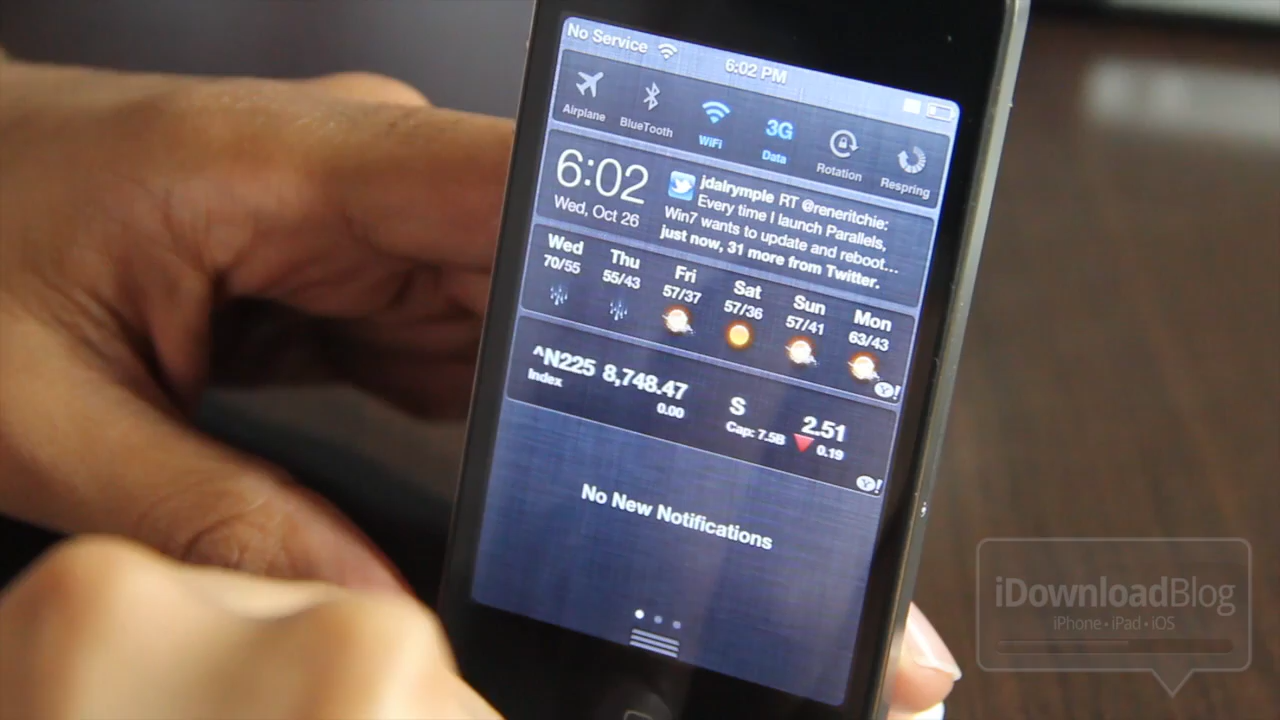 No Service
6:02 PM
Airplane
BlueTooth
WiFi
3G
Data
Rotation
Respring
6:02
Wed, Oct 26
jdalrymple RT @reneritchie:
Every time I launch Parallels,
Win7 wants to update and reboot...
just now, 31 more from Twitter.
Wed Thu Fri Sat Sun Mon
70/55 55/43 57/37 57/36 57/41 63/43
Y!
^N225 8,748.47
Index 0.00
S 2.51
Cap: 7.5B 0.19
Y!
No New Notifications
iDownloadBlog
iPhone • iPad • iOS